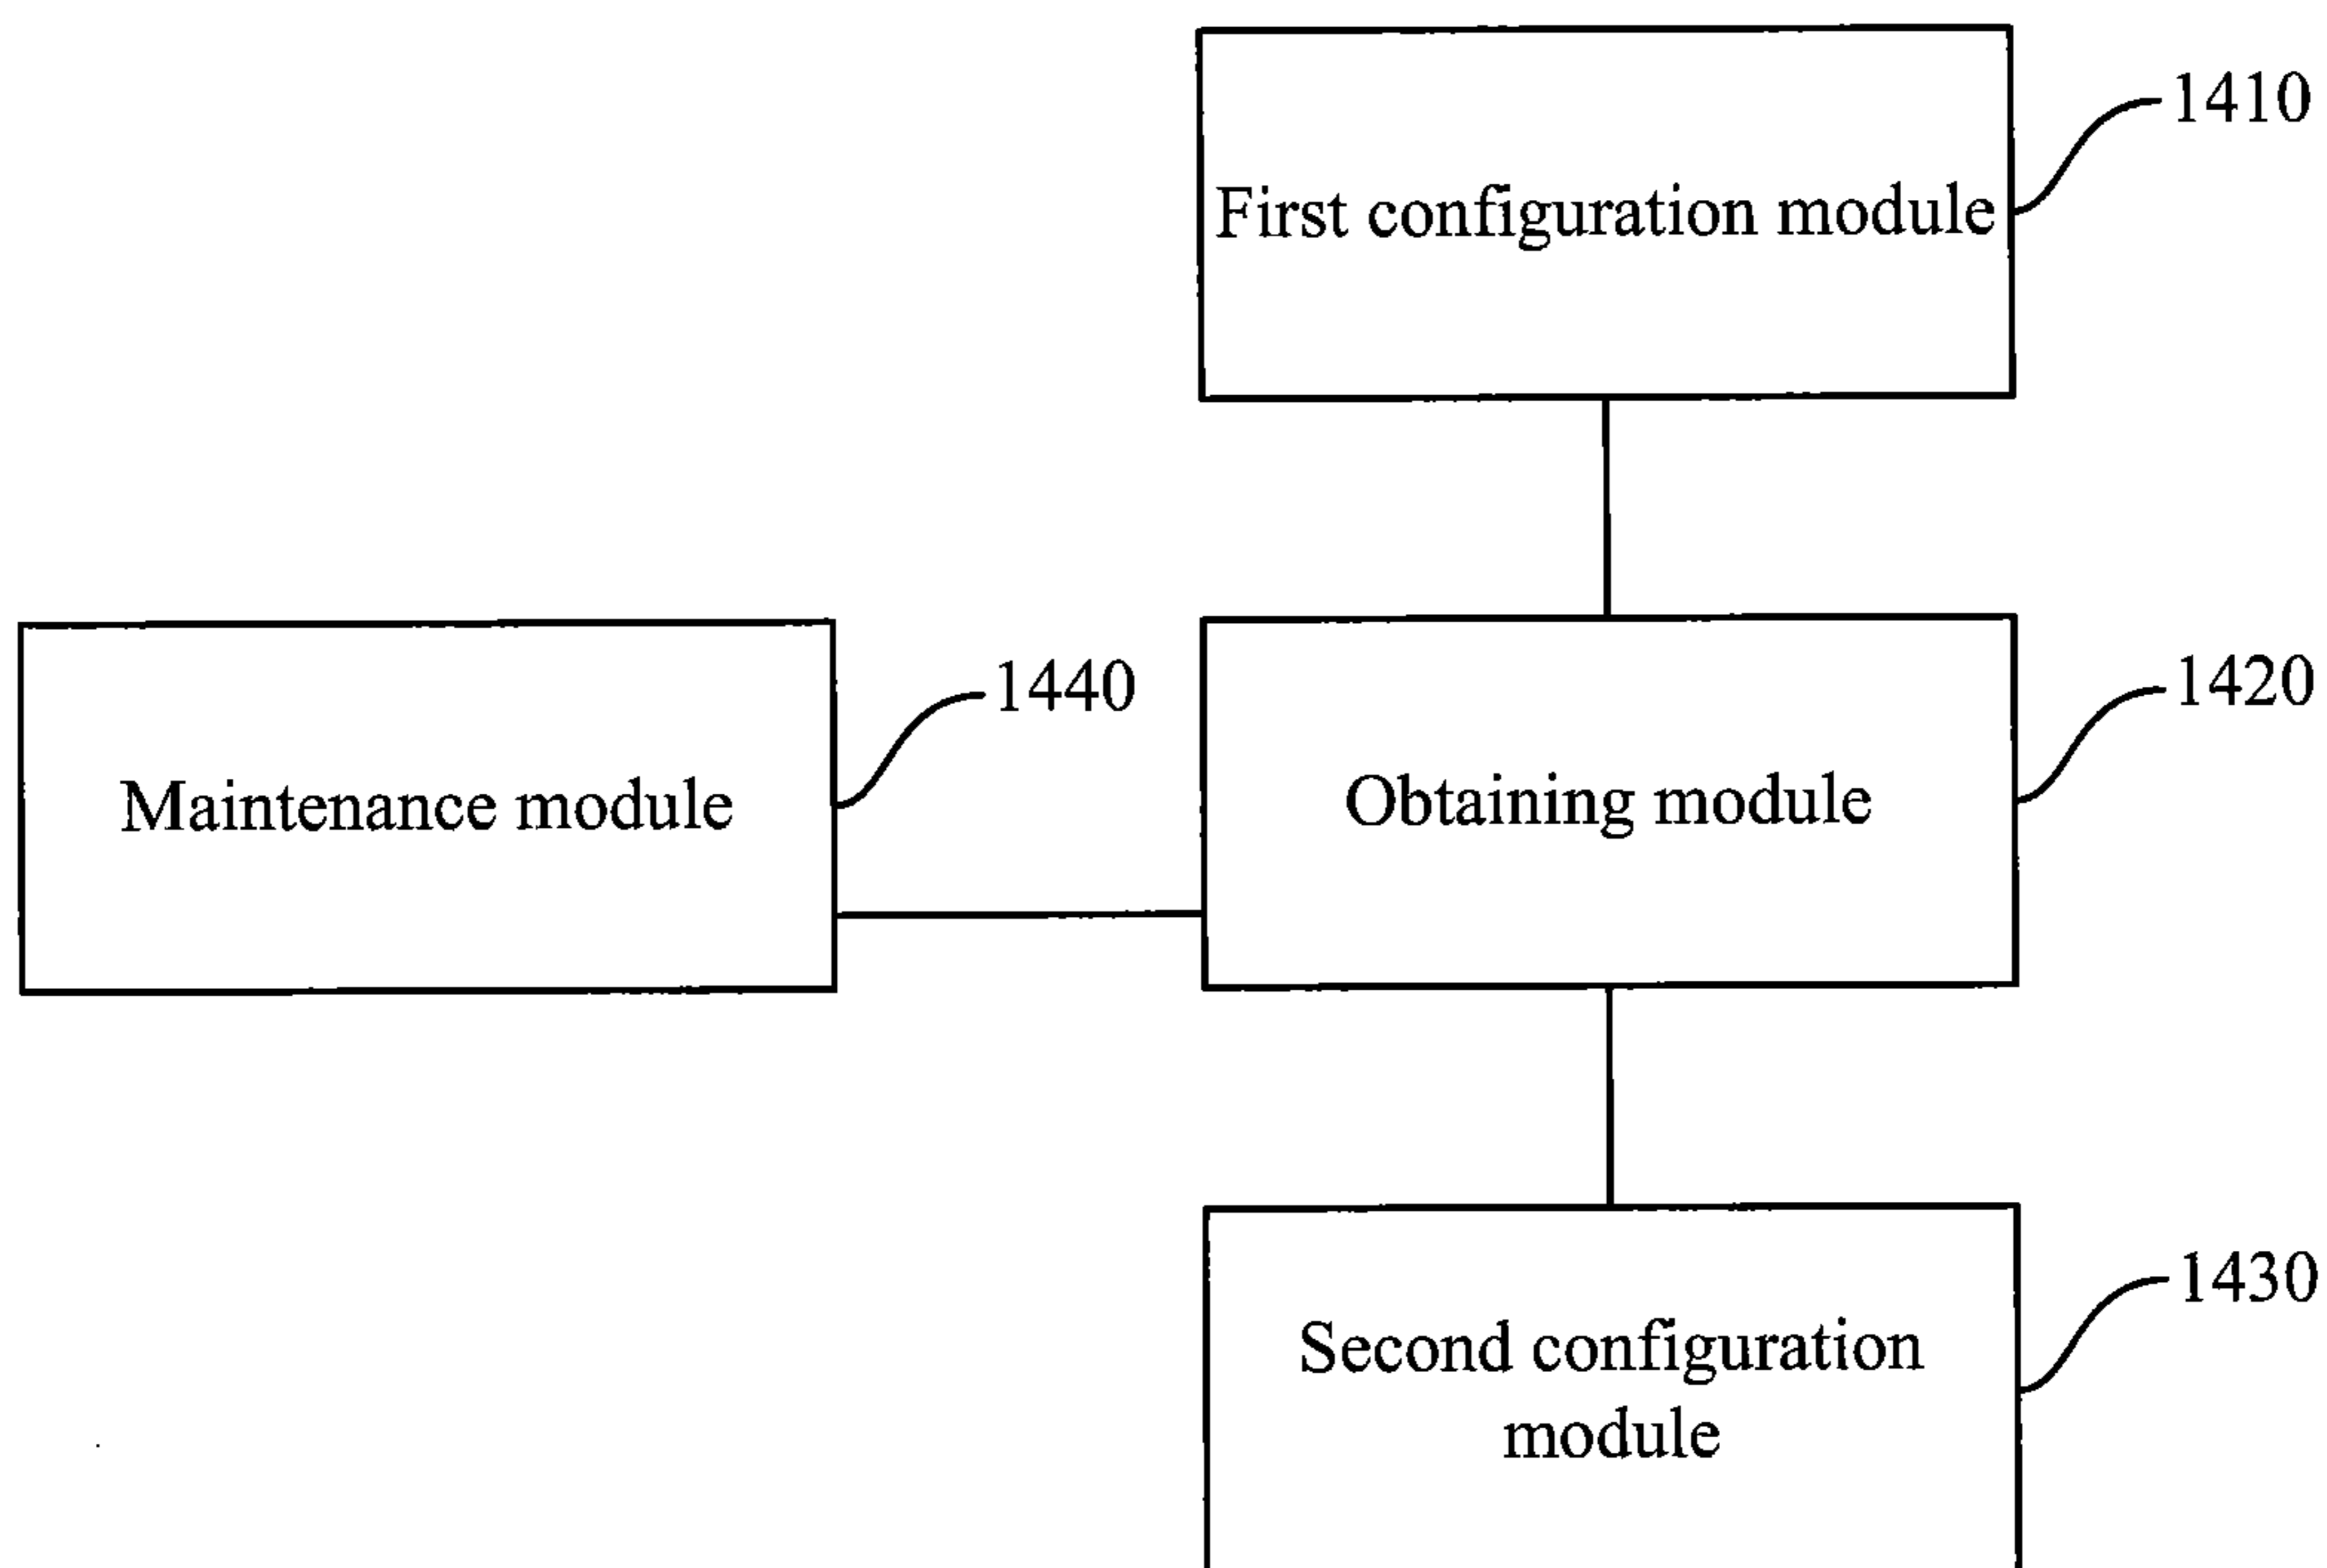 1410
First configuration module
1440
1420
Maintenance module
Obtaining module
1430
Second configuration
module